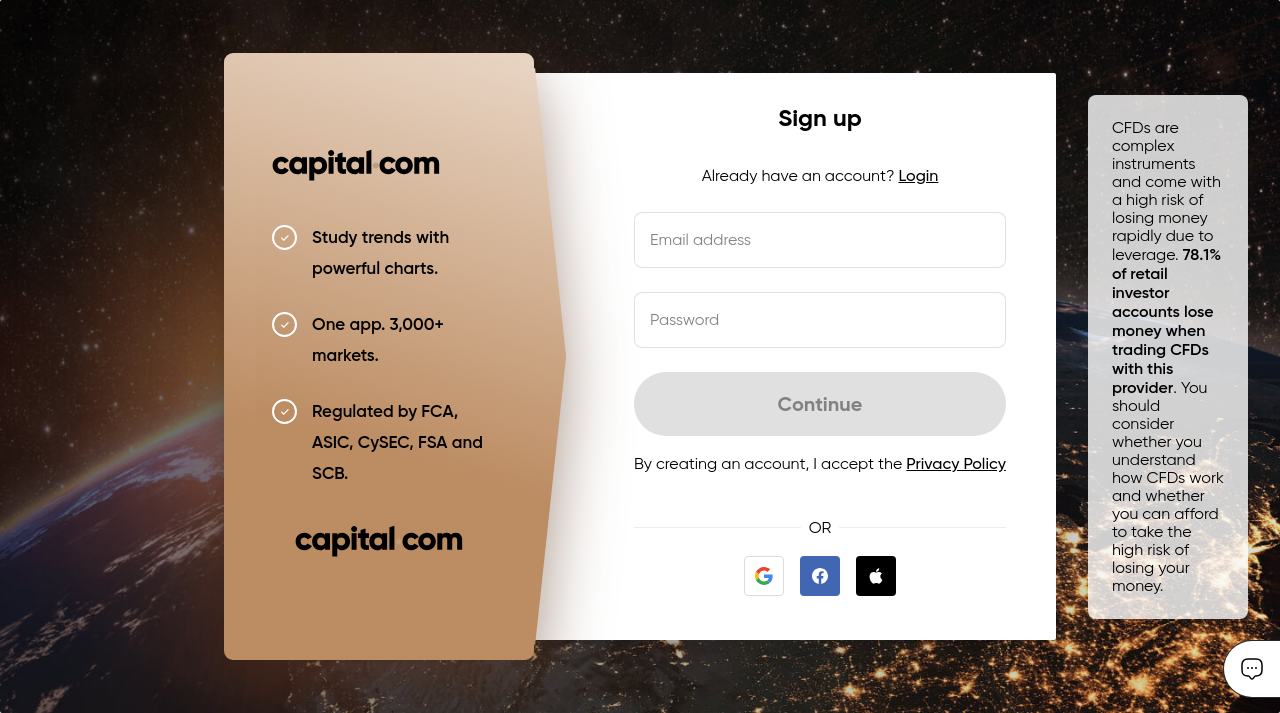 capital com
Study trends with
powerful charts.
One app. 3,000+
markets.
Regulated by FCA,
ASIC, CySEC, FSA and
SCB.
capital com
Sign up
Already have an account? Login
Email address
Password
Continue
By creating an account, I accept the Privacy Policy
OR
CFDs are
complex
instruments
and come with
a high risk of
losing money
rapidly due to
leverage. 78.1%
of retail
investor
accounts lose
money when
trading CFDs
with this
provider. You
should
consider
whether you
understand
how CFDs work
and whether
you can afford
to take the
high risk of
losing your
money.